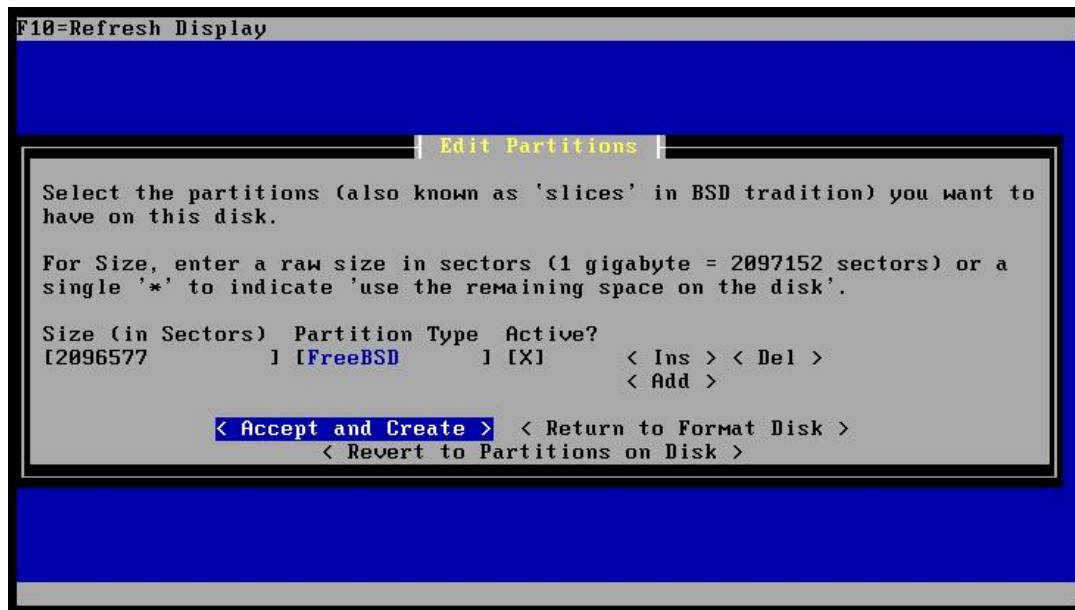 F10=Refresh Display
Edit Partitions
Select the partitions (also known as 'slices' in BSD tradition) you want to
have on this disk.
For Size, enter a raw size in sectors (1 gigabyte = 2097152 sectors) or a
single '*' to indicate 'use the remaining space on the disk'.
Size (in Sectors)  Partition Type  Active?
[2096577          ] [FreeBSD      ] [X]      < Ins > < Del >
< Add >
< Accept and Create >  < Return to Format Disk >
< Revert to Partitions on Disk >